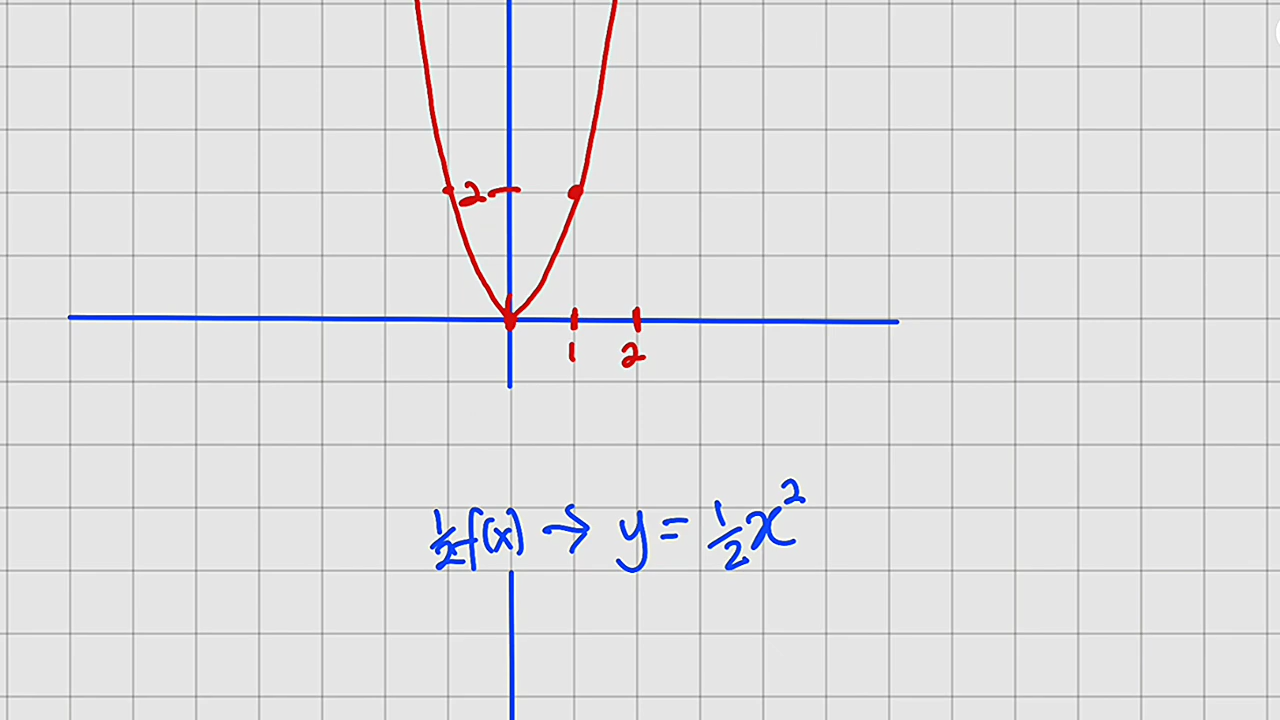 2
1 2
½f(x) → y = ½x²